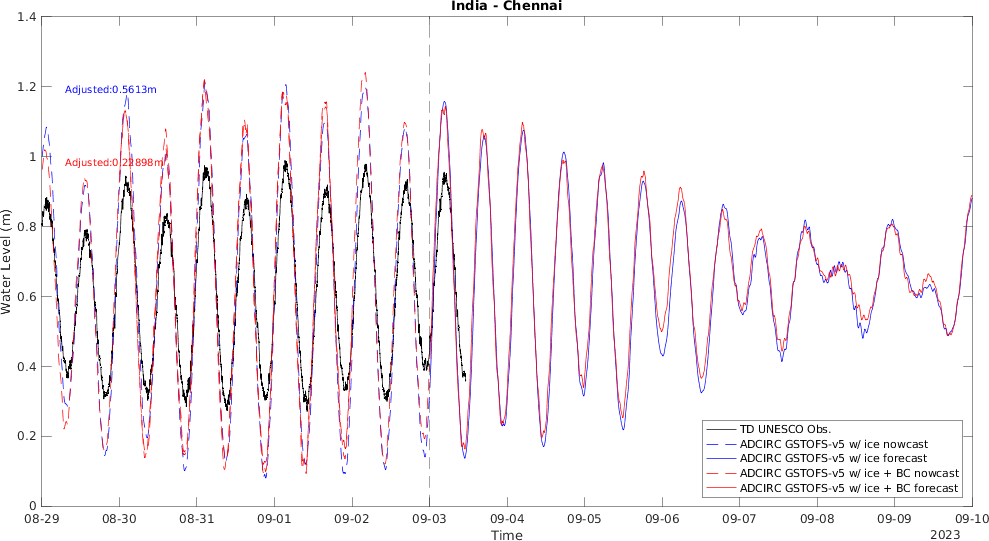 India - Chennai
1.4
1.2
1
0.8
0.6
0.4
0.2
0
Water Level (m)
Adjusted:0.5613m
Adjusted:0.22898m
TD UNESCO Obs.
ADCIRC GSTOFS-v5 w/ ice nowcast
ADCIRC GSTOFS-v5 w/ ice forecast
ADCIRC GSTOFS-v5 w/ ice + BC nowcast
ADCIRC GSTOFS-v5 w/ ice + BC forecast
08-29 08-30 08-31 09-01 09-02 09-03 09-04 09-05 09-06 09-07 09-08 09-09 09-10
Time
2023